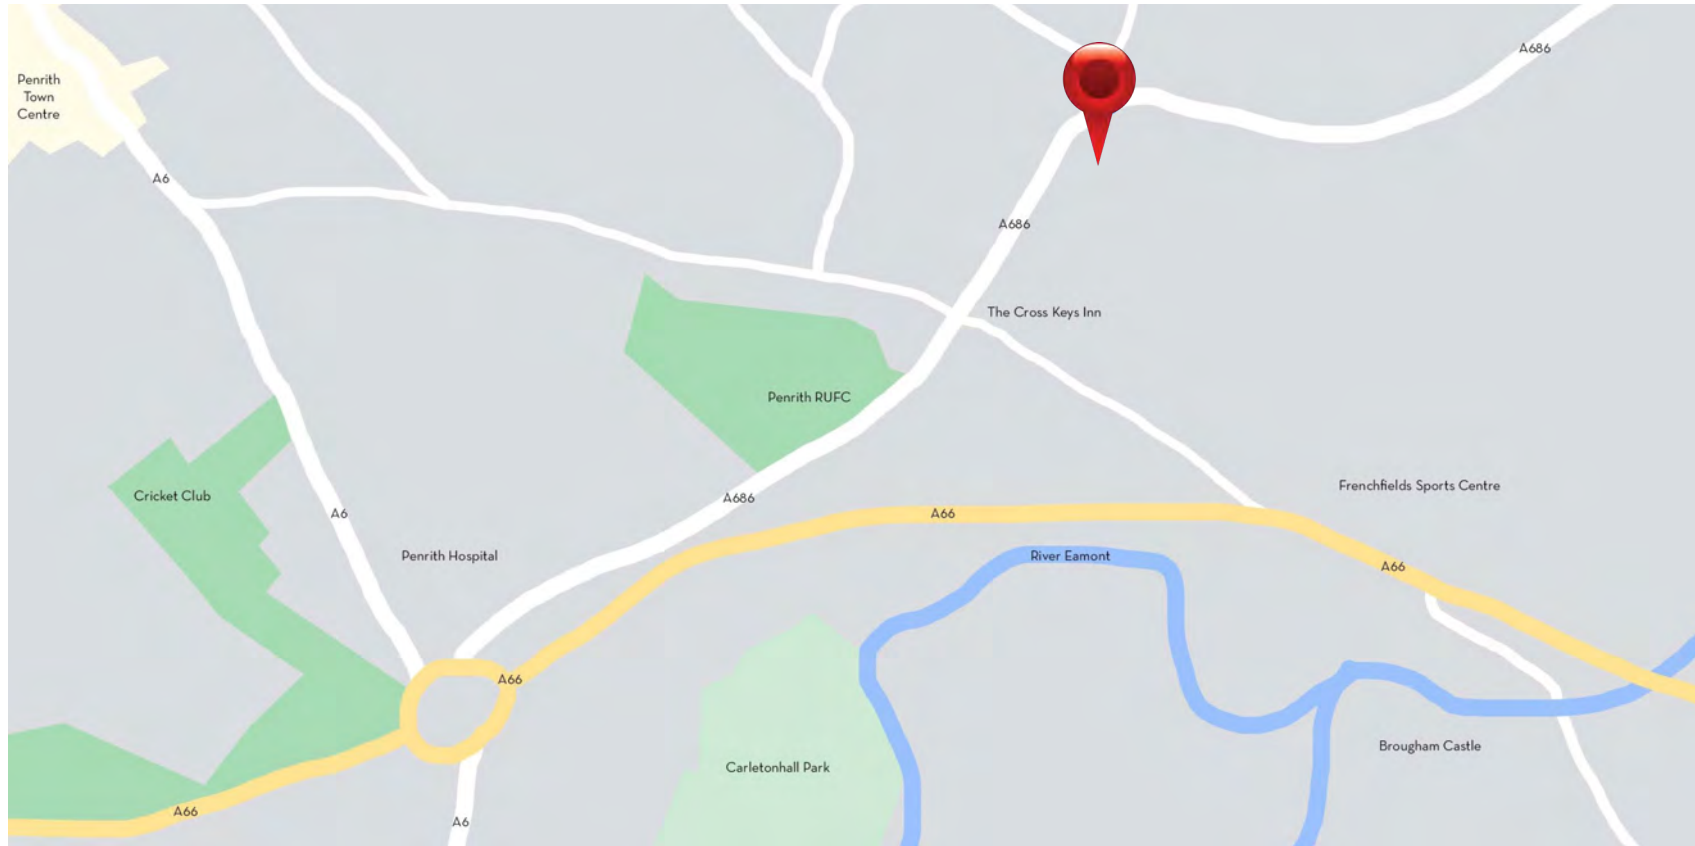 A686
Penrith
Town
Centre
A6
A686
The Cross Keys Inn
Penrith RUFC
Frenchfields Sports Centre
Cricket Club
A686
A6
A66
Penrith Hospital
River Eamont
A66
A66
Brougham Castle
Carletonhall Park
A66
A6